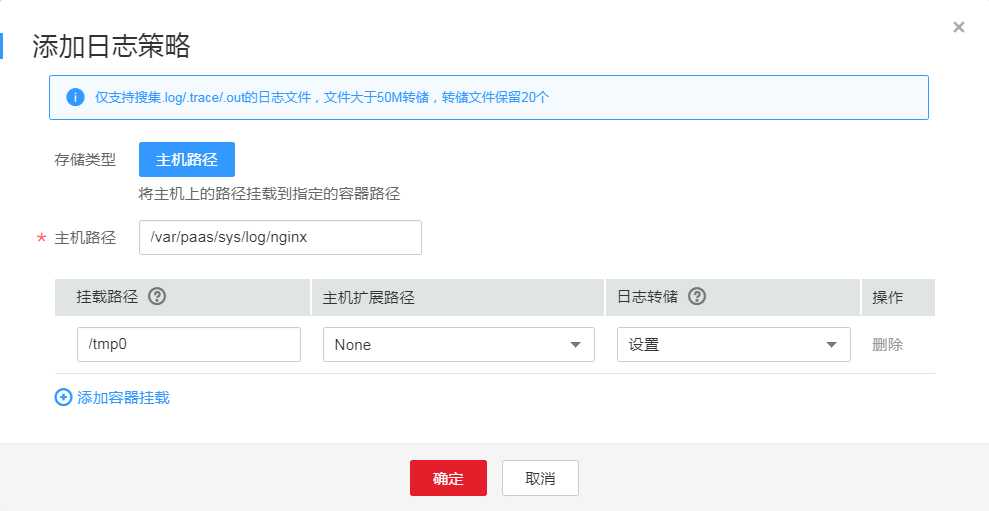 添加日志策略
仅支持搜集.log/.trace/.out的日志文件，文件大于50M转储，转储文件保留20个
存储类型 主机路径
将主机上的路径挂载到指定的容器路径
* 主机路径 /var/paas/sys/log/nginx
挂载路径 主机扩展路径 日志转储 操作
/tmp0 None 设置 删除
添加容器挂载
确定 取消